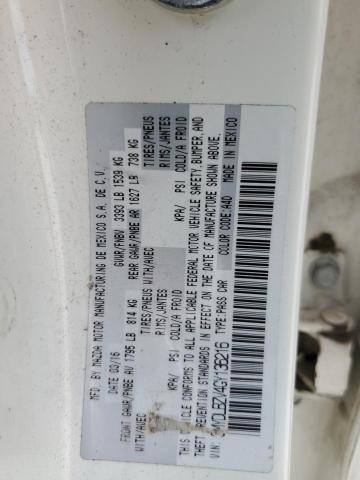 MFD. BY MAZDA MOTOR MANUFACTURING DE MEXICO S.A. DE C.V.
DATE 03/16 GVWR/PNBV 3393 LB 1539 KG
FRONT GAWR/PNBE AV 1795 LB 814 KG REAR GAWR/PNBE AR 1627 LB 738 KG
WITH/AVEC TIRES/PNEUS WITH/AVEC TIRES/PNEUS
RIMS/JANTES RIMS/JANTES
KPA/ PSI COLD/A FROID KPA/ PSI COLD/A FROID
THIS VEHICLE CONFORMS TO ALL APPLICABLE FEDERAL MOTOR VEHICLE SAFETY, BUMPER, AND
THEFT PREVENTION STANDARDS IN EFFECT ON THE DATE OF MANUFACTURE SHOWN ABOVE.
TYPE: PASS CAR COLOR CODE: A4D MADE IN MEXICO
VIN: